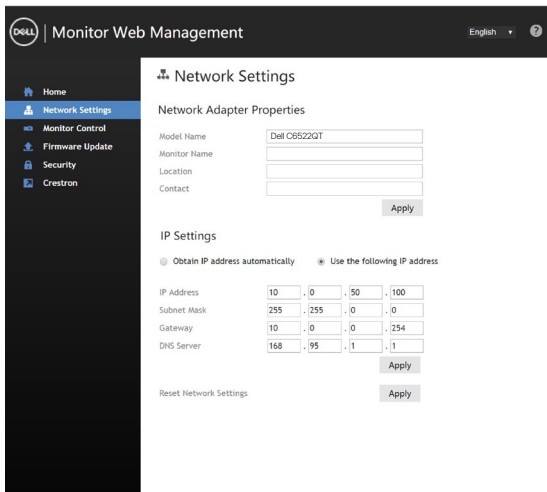 DELL | Monitor Web Management English ▼ ?
Home
Network Settings
Monitor Control
Firmware Update
Security
Crestron
Network Settings
Network Adapter Properties
Model Name Dell C6522QT
Monitor Name
Location
Contact
Apply
IP Settings
Obtain IP address automatically Use the following IP address
IP Address 10 . 0 . 50 . 100
Subnet Mask 255 . 255 . 0 . 0
Gateway 10 . 0 . 0 . 254
DNS Server 168 . 95 . 1 . 1
Apply
Reset Network Settings Apply